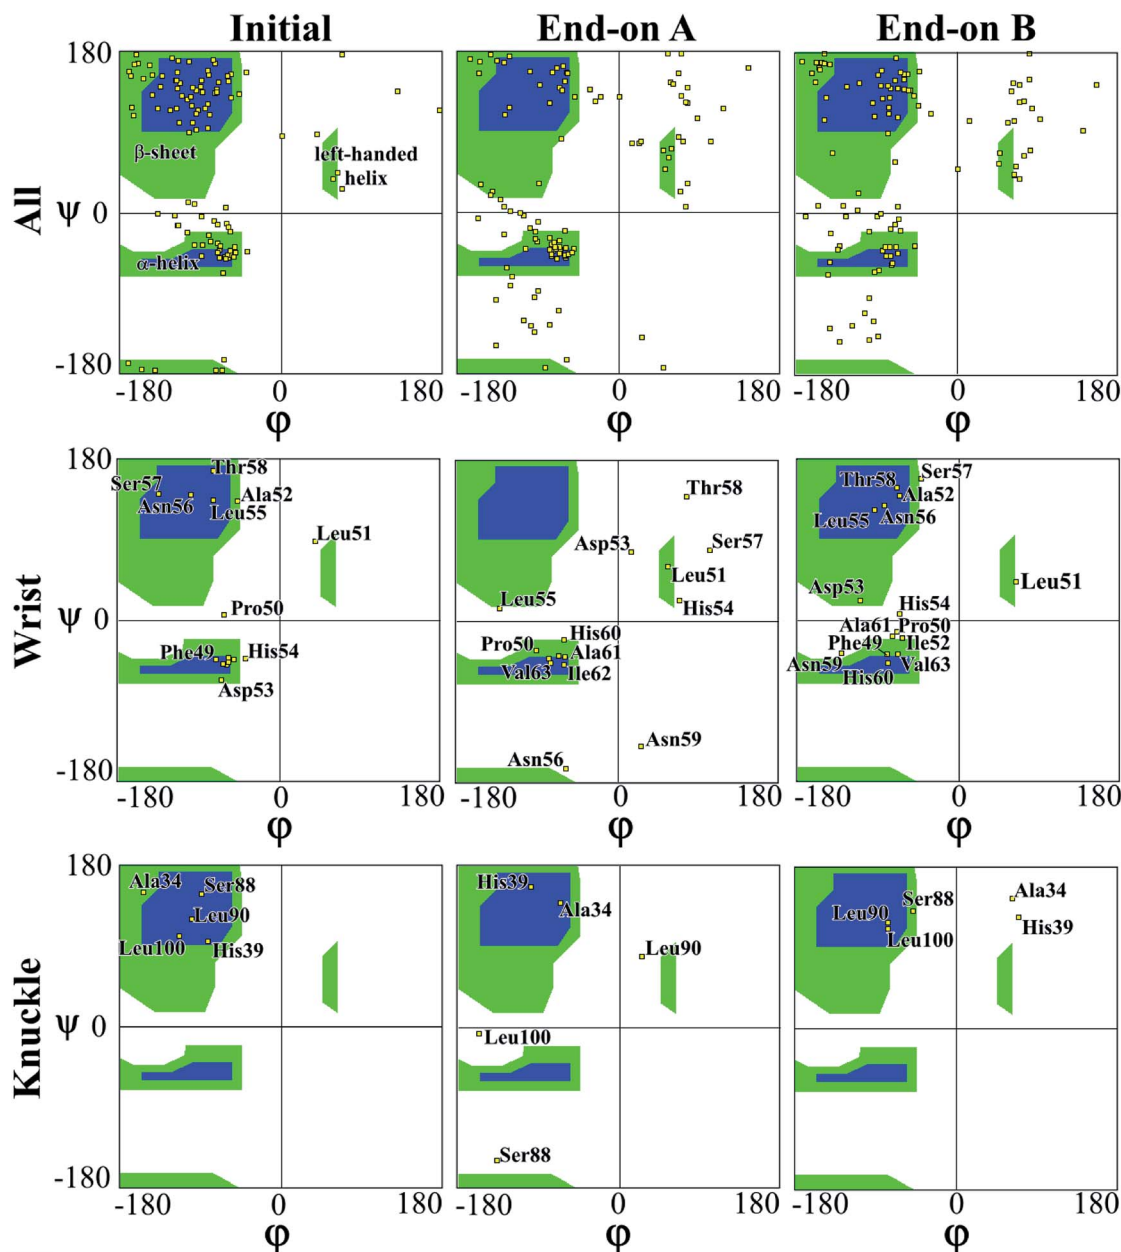 Initial End-on A End-on B
All
180
ψ 0
-180
β-sheet
left-handed
helix
α-helix
-180 0 180 -180 0 180 -180 0 180
φ φ φ
Wrist
180
ψ 0
-180
Thr58
Ser57
Asn56
Ala52
Leu55
Leu51
Pro50
Phe49
His54
Asp53
Thr58
Asp53
Ser57
Leu51
Leu55
His54
His60
Pro50
Ala61
Val63
Ile62
Asn59
Asn56
Ser57
Thr58
Ala52
Leu55
Asn56
Leu51
Asp53
His54
Ala61
Pro50
Phe49
Ile52
Asn59
Val63
His60
-180 0 180 -180 0 180 -180 0 180
φ φ φ
Knuckle
180
ψ 0
-180
Ala34
Ser88
Leu90
Leu100
His39
His39
Ala34
Leu90
Leu100
Ser88
Ser88
Ala34
Leu90
His39
Leu100
-180 0 180 -180 0 180 -180 0 180
φ φ φ